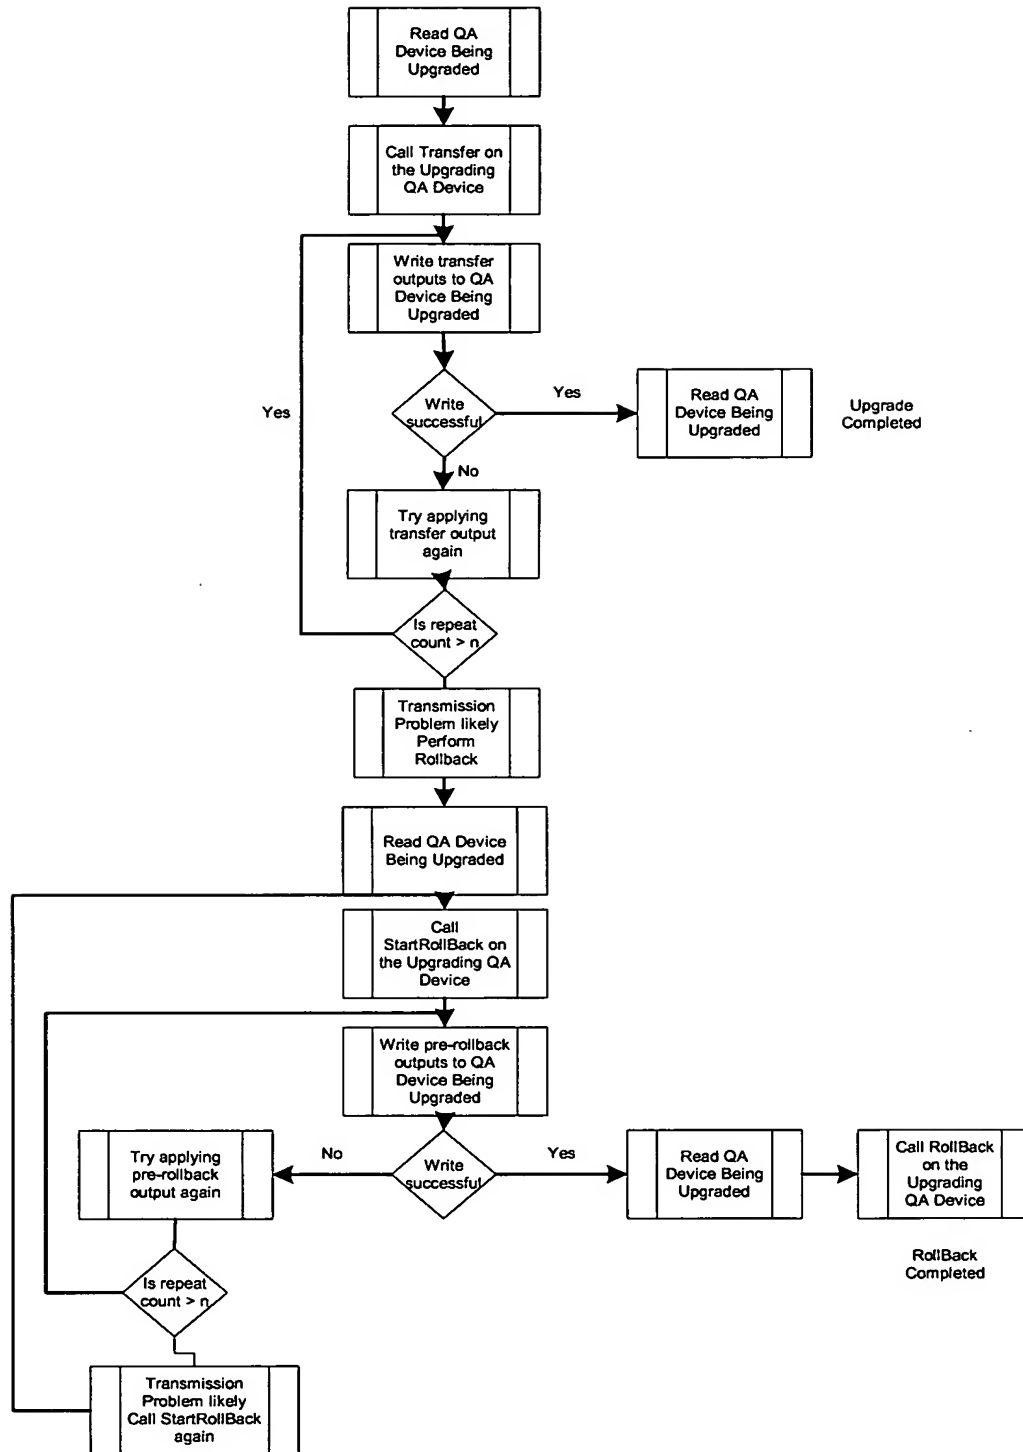 Read QA
Device Being
Upgraded
Call Transfer on
the Upgrading
QA Device
Write transfer
outputs to QA
Device Being
Upgraded
Write
successful
Yes
Read QA
Device Being
Upgraded
Upgrade
Completed
Yes
No
Try applying
transfer output
again
Is repeat
count > n
Transmission
Problem likely
Perform
Rollback
Read QA Device
Being Upgraded
Call
StartRollBack on
the Upgrading QA
Device
Write pre-rollback
outputs to QA
Device Being
Upgraded
Try applying
pre-rollback
output again
No
Write
successful
Yes
Read QA
Device Being
Upgraded
Call RollBack
on the
Upgrading
QA Device
RollBack
Completed
Is repeat
count > n
Transmission
Problem likely
Call StartRollBack
again